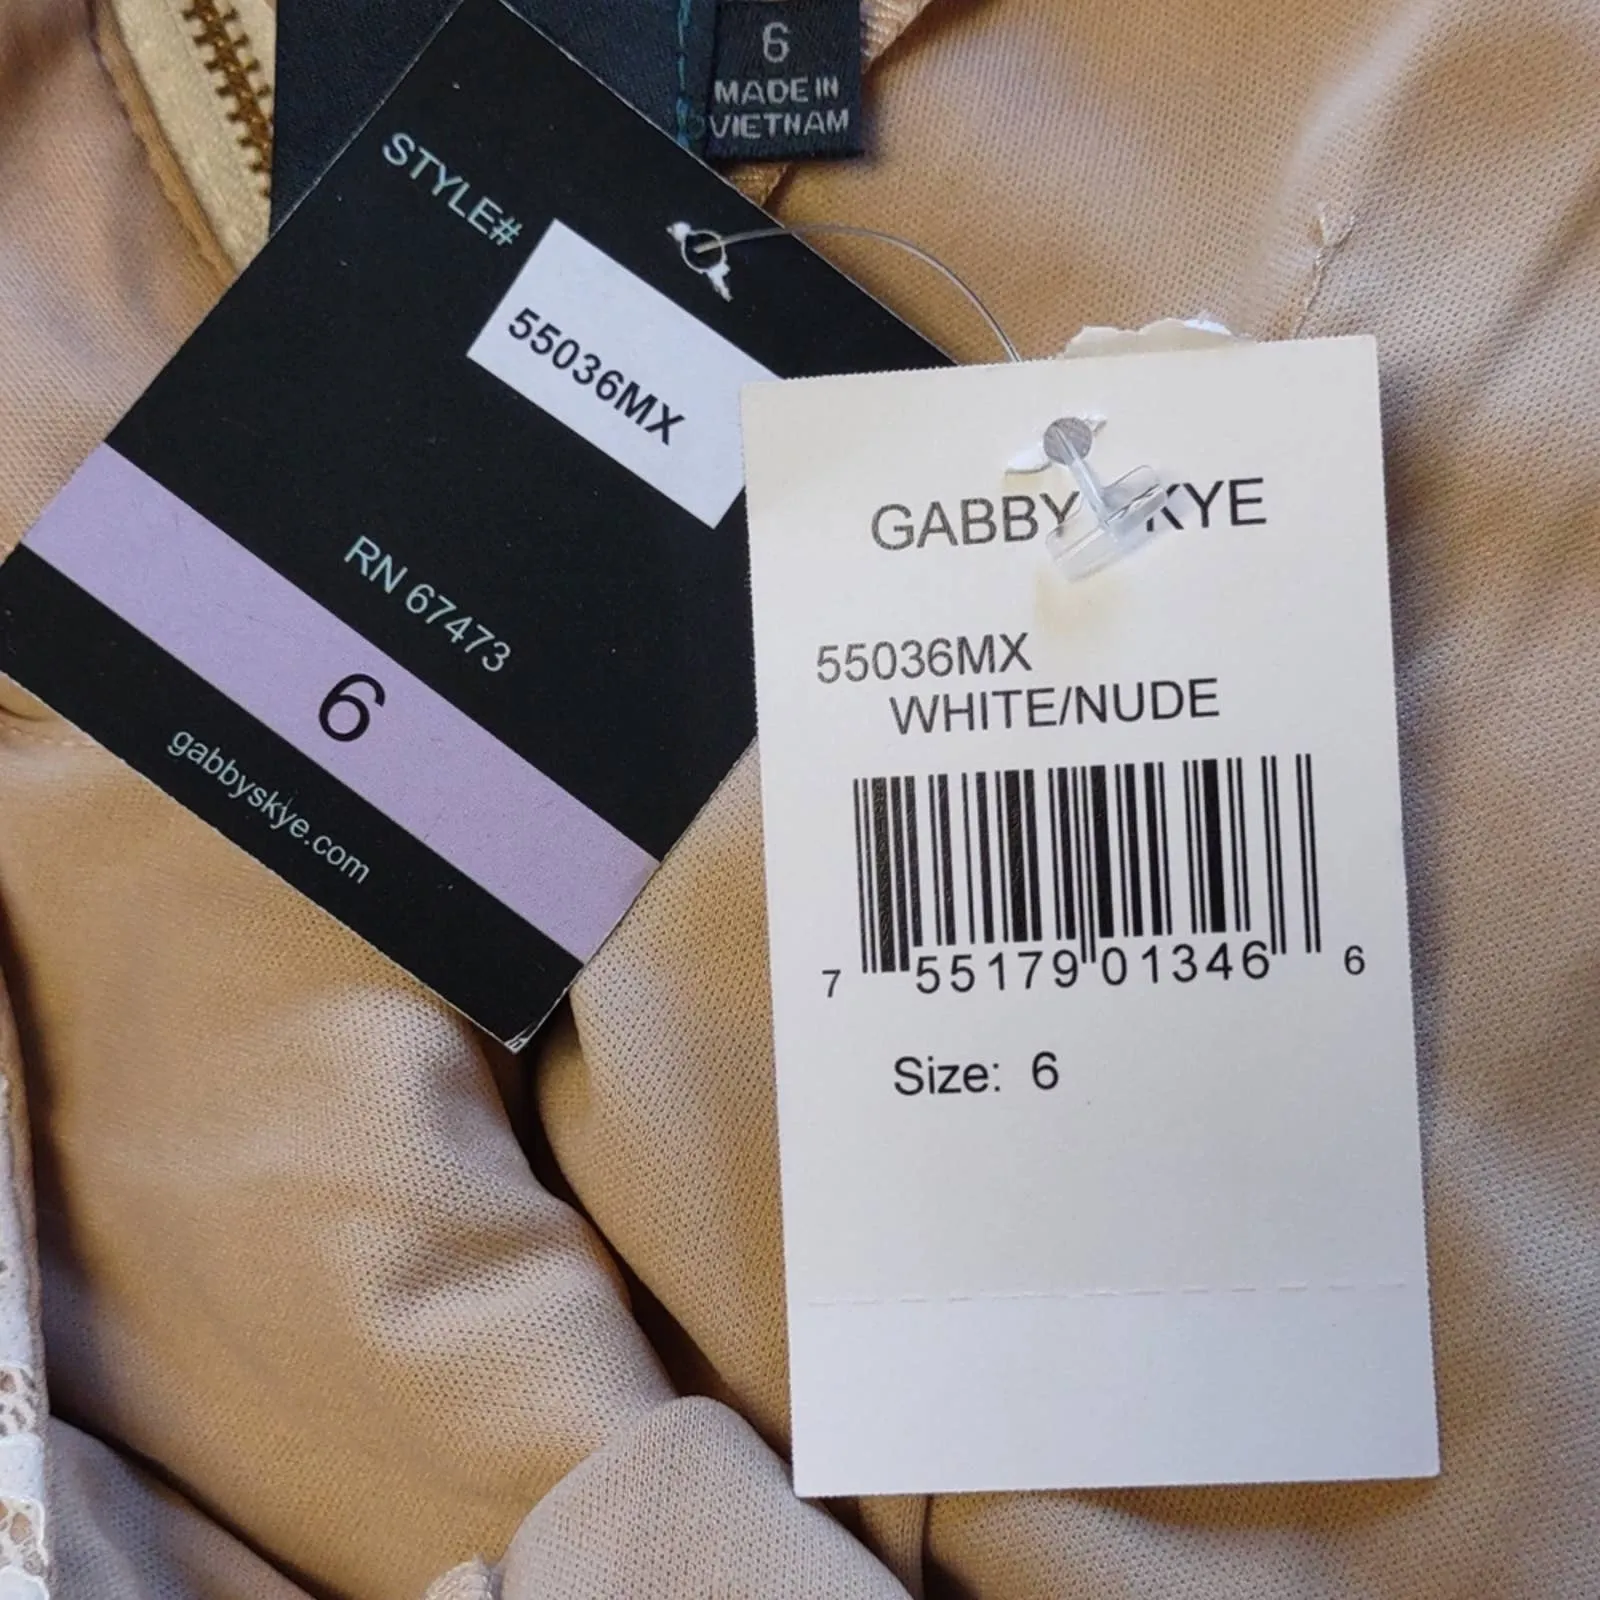 6
MADE IN
VIETNAM
STYLE#
55036MX
RN 67473
6
gabbyskye.com
GABBY KYE
55036MX
WHITE/NUDE
7 55179 01346 6
Size: 6